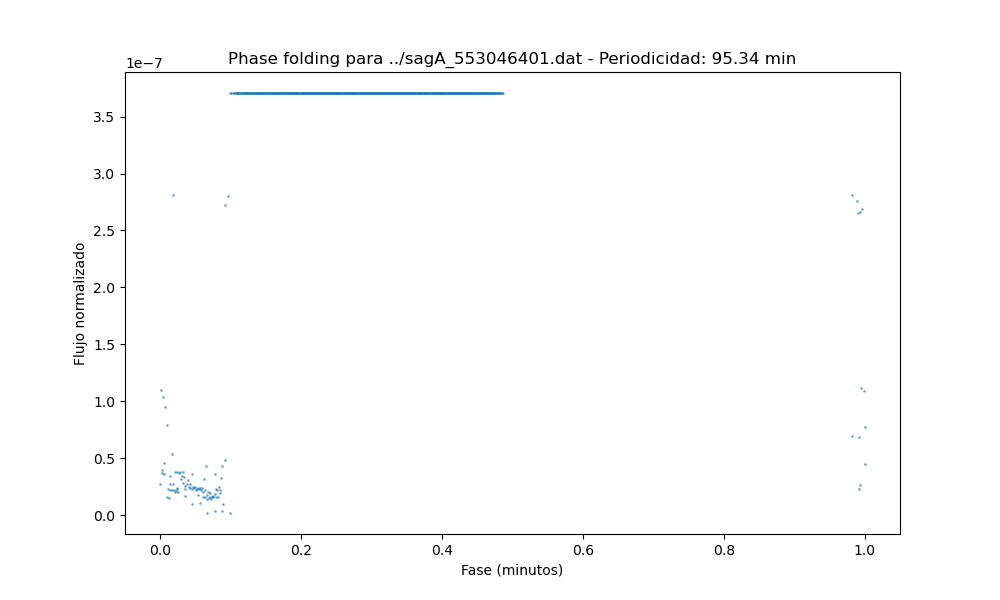 Phase folding para ../sagA_553046401.dat - Periodicidad: 95.34 min
1e−7
3.5
3.0
2.5
2.0
1.5
1.0
0.5
0.0
Flujo normalizado
0.0 0.2 0.4 0.6 0.8 1.0
Fase (minutos)